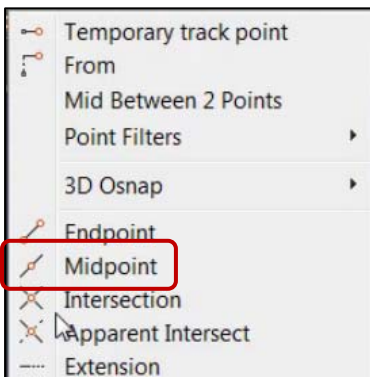 Temporary track point
From
Mid Between 2 Points
Point Filters
3D Osnap
Endpoint
Midpoint
Intersection
Apparent Intersect
Extension